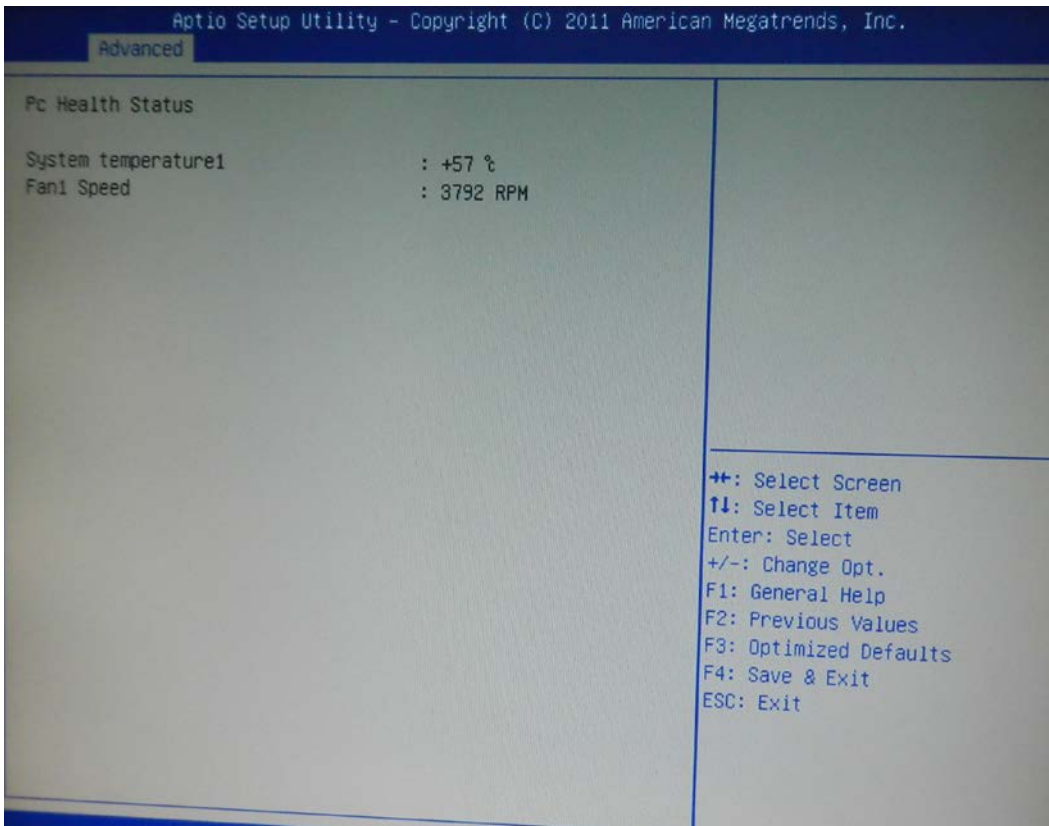 Aptio Setup Utility - Copyright (C) 2011 American Megatrends, Inc.
Advanced
Pc Health Status
System temperature1 : +57 ℃
Fan1 Speed : 3792 RPM
→←: Select Screen
↑↓: Select Item
Enter: Select
+/-: Change Opt.
F1: General Help
F2: Previous Values
F3: Optimized Defaults
F4: Save & Exit
ESC: Exit